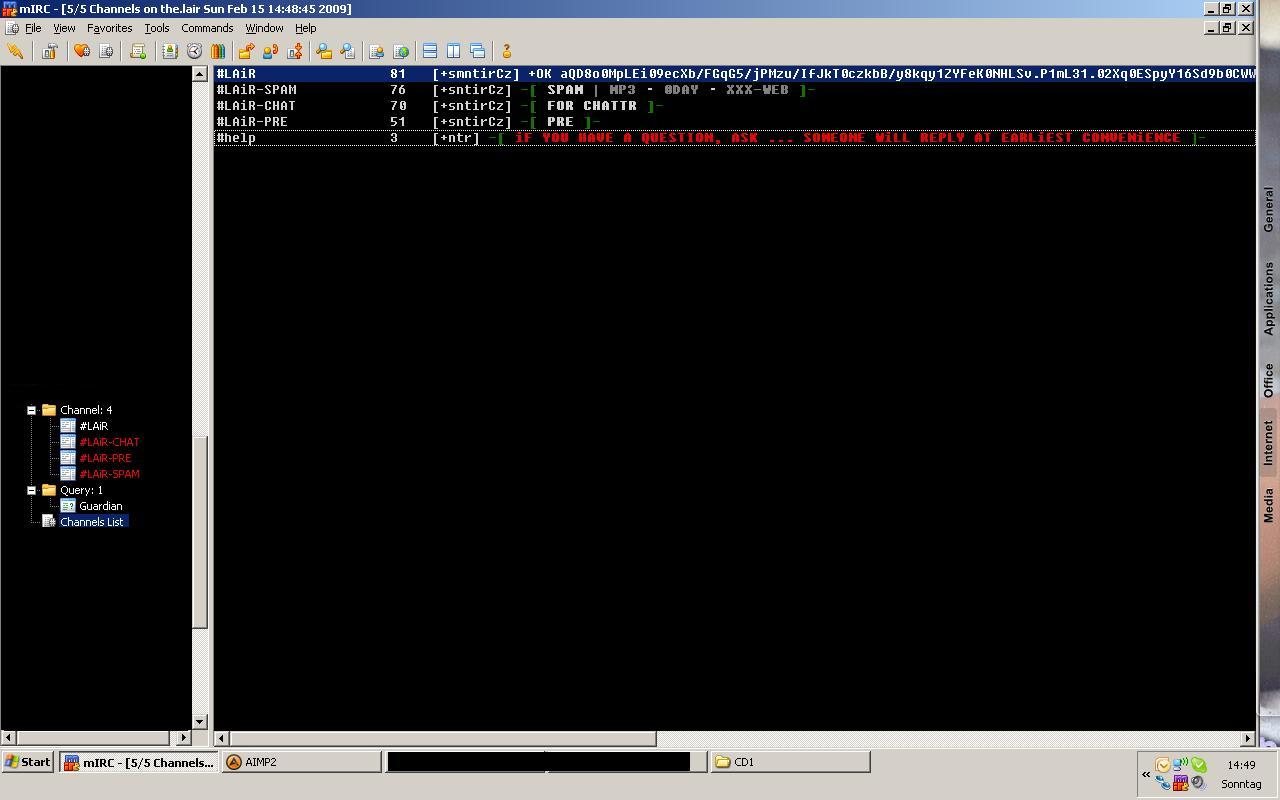 mIRC - [5/5 Channels on the.lair Sun Feb 15 14:48:45 2009]
File View Favorites Tools Commands Window Help
#LAiR 81 [+smntirCz] +OK aQD8o0MpLEi09ecXb/FGqG5/jPMzu/IfJkT0czkbB/y8kqy1ZYFeK0NHLSv.P1mL31.02Xq0ESpyY16Sd9b0CWW
#LAiR-SPAM 76 [+sntirCz] -[ SPAM | MP3 - 0DAY - XXX-WEB ]-
#LAiR-CHAT 70 [+sntirCz] -[ FOR CHATTR ]-
#LAiR-PRE 51 [+sntirCz] -[ PRE ]-
#help 3 [+ntr] -[ iF YOU HAVE A QUESTION, ASK ... SOMEONE WiLL REPLY AT EARLiEST CONVENiENCE ]-
Channel: 4
#LAiR
#LAiR-CHAT
#LAiR-PRE
#LAiR-SPAM
Query: 1
Guardian
Channels List
General
Applications
Office
Internet
Media
Start mIRC - [5/5 Channels... AIMP2 CD1 14:49
Sonntag